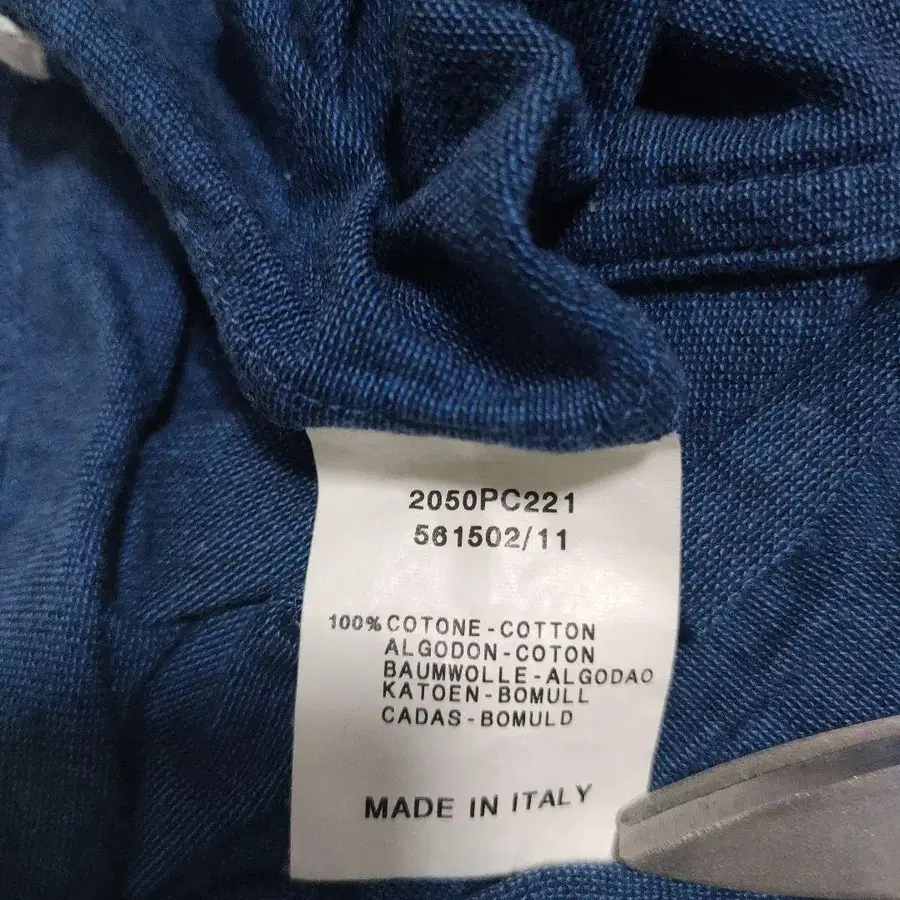 2050PC221
561502/11
100% COTONE-COTTON
ALGODON-COTON
BAUMWOLLE-ALGODAO
KATOEN-BOMULL
CADAS-BOMULD
MADE IN ITALY